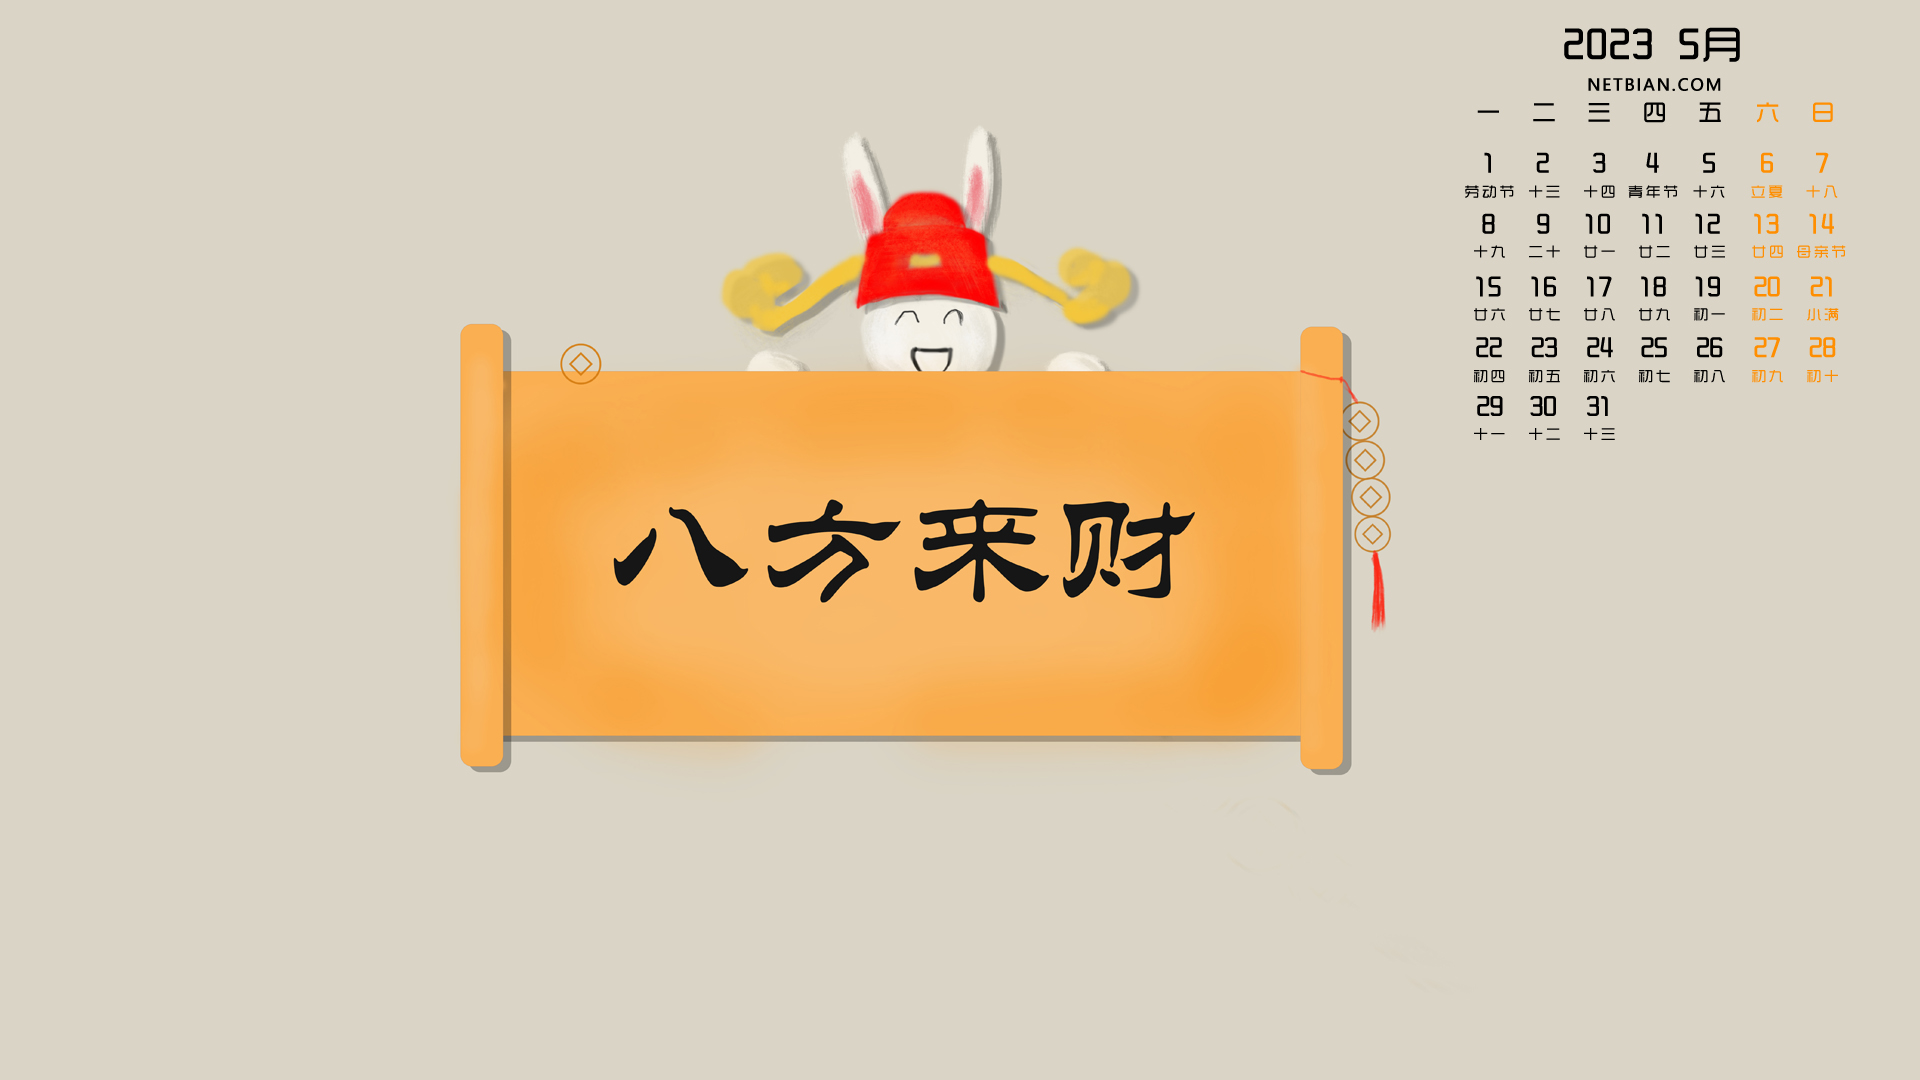 2023 5月
NETBIAN.COM
一 二 三 四 五 六 日
1 2 3 4 5 6 7
劳动节 十三 十四 青年节 十六 立夏 十八
8 9 10 11 12 13 14
十九 二十 廿一 廿二 廿三 廿四 母亲节
15 16 17 18 19 20 21
廿六 廿七 廿八 廿九 初一 初二 小满
22 23 24 25 26 27 28
初四 初五 初六 初七 初八 初九 初十
29 30 31
十一 十二 十三
八方来财